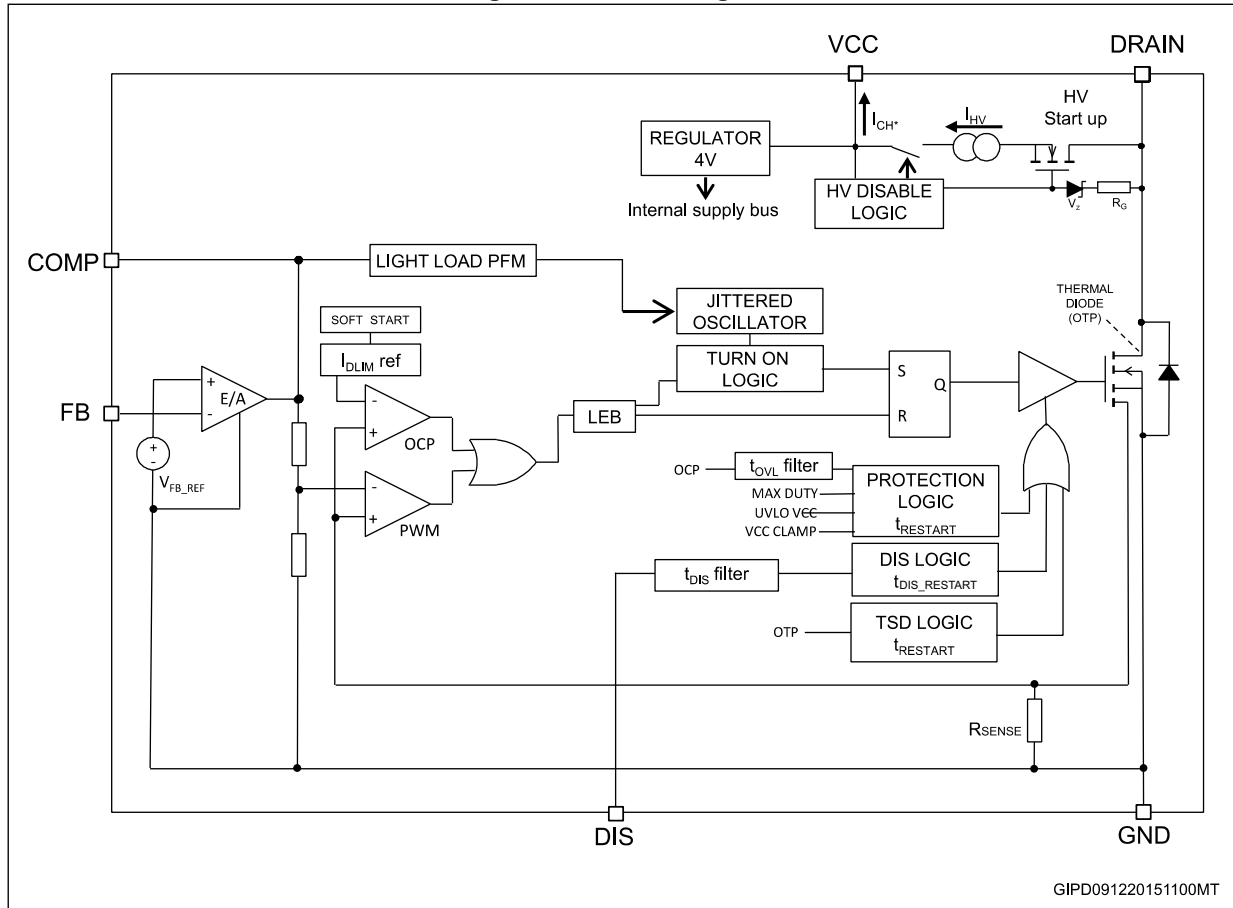 VCC
DRAIN
HV
Start up
I_HV
I_CH*
REGULATOR
4V
Internal supply bus
HV DISABLE
LOGIC
V_z
R_G
COMP
LIGHT LOAD PFM
THERMAL
DIODE
(OTP)
JITTERED
OSCILLATOR
SOFT START
I_DLIM ref
TURN ON
LOGIC
S
Q
R
+
E/A
-
FB
-
+
OCP
LEB
+
-
V_FB_REF
-
+
PWM
OCP
t_OVL filter
MAX DUTY
UVLO VCC
VCC CLAMP
PROTECTION
LOGIC
t_RESTART
t_DIS filter
DIS LOGIC
t_DIS_RESTART
OTP
TSD LOGIC
t_RESTART
R_SENSE
DIS
GND
GIPD091220151100MT